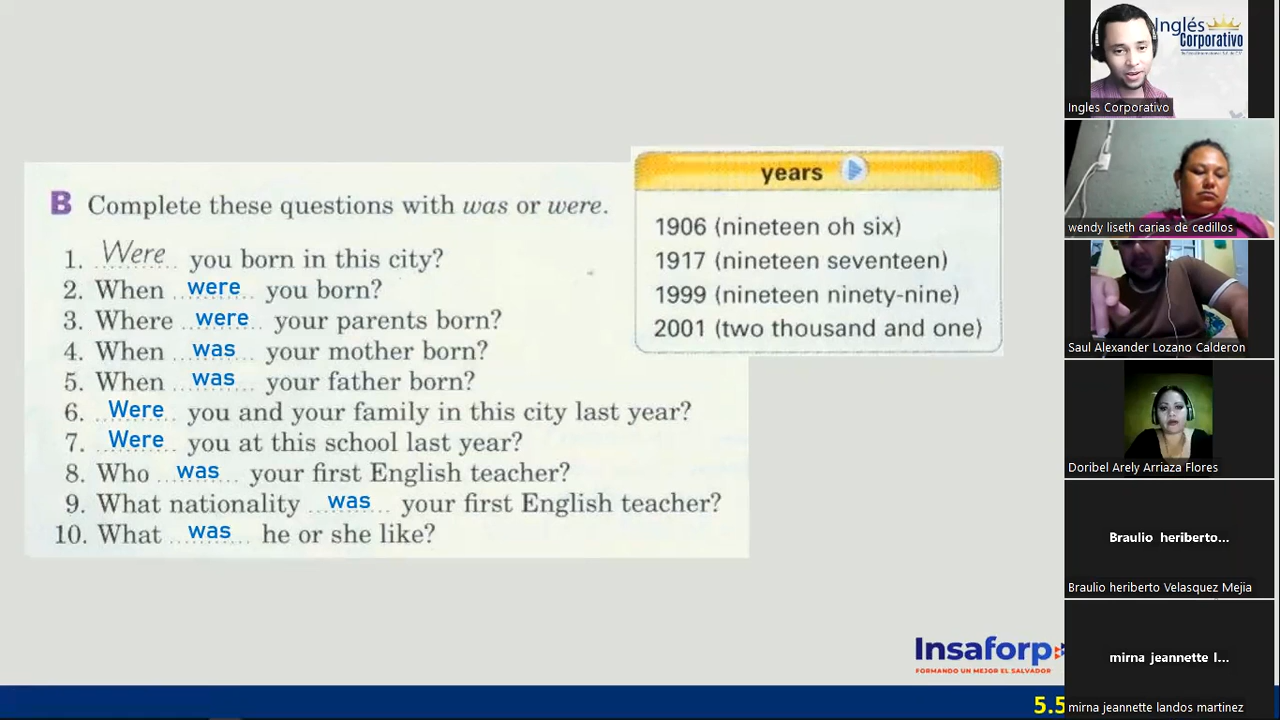 B Complete these questions with was or were.
1. Were you born in this city?
2. When were you born?
3. Where were your parents born?
4. When was your mother born?
5. When was your father born?
6. Were you and your family in this city last year?
7. Were you at this school last year?
8. Who was your first English teacher?
9. What nationality was your first English teacher?
10. What was he or she like?
years
1906 (nineteen oh six)
1917 (nineteen seventeen)
1999 (nineteen ninety-nine)
2001 (two thousand and one)
Insaforp
FORMANDO UN MEJOR EL SALVADOR
5.5
Inglés
Corporativo
Ingles Corporativo
wendy liseth carias de cedillos
Saul Alexander Lozano Calderon
Doribel Arely Arriaza Flores
Braulio heriberto...
Braulio heriberto Velasquez Mejia
mirna jeannette l...
mirna jeannette landos martinez